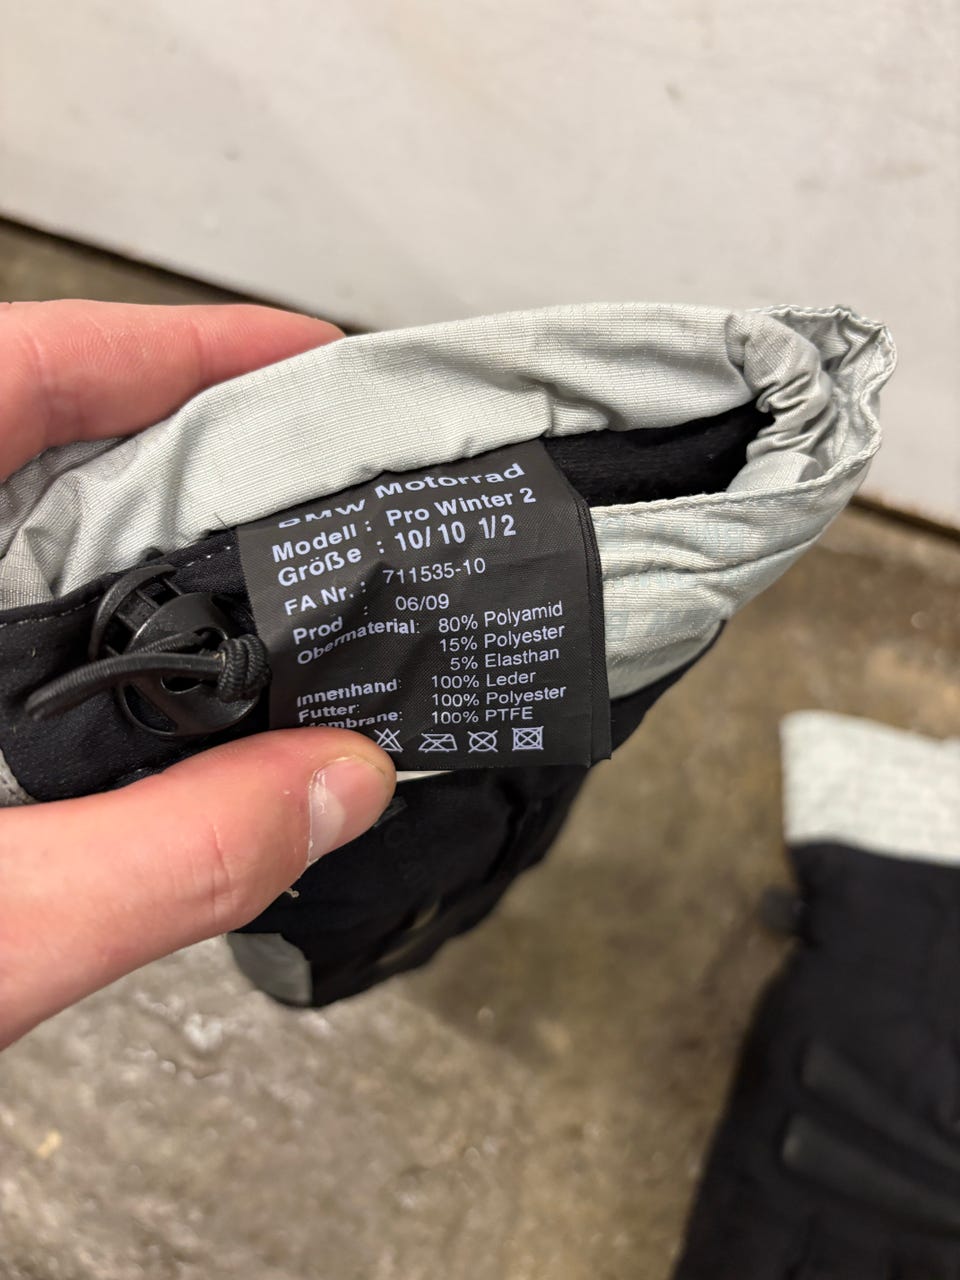 BMW Motorrad
Modell : Pro Winter 2
Größe : 10/10 1/2
FA Nr. : 711535-10
Prod : 06/09
Obermaterial: 80% Polyamid
15% Polyester
5% Elasthan
Innenhand: 100% Leder
Futter: 100% Polyester
Membrane: 100% PTFE